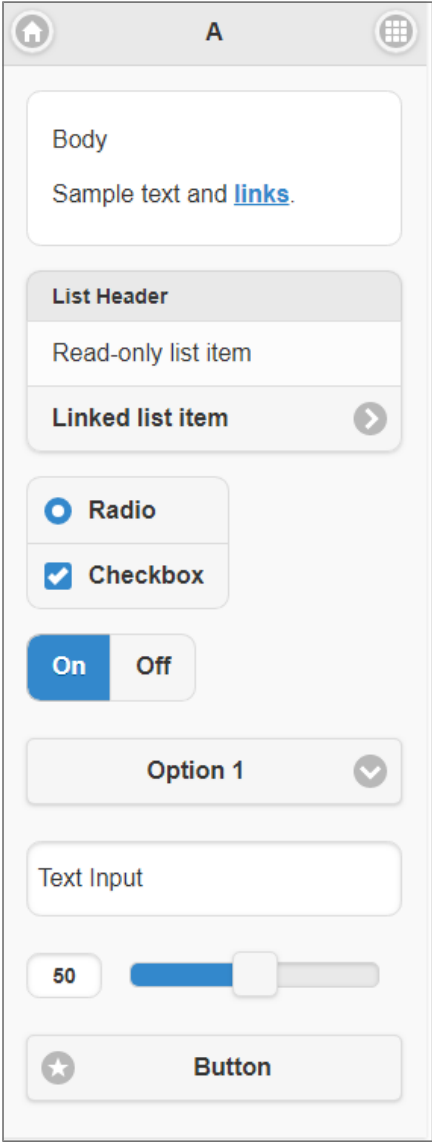 A
Body
Sample text and links.
List Header
Read-only list item
Linked list item
Radio
Checkbox
On Off
Option 1
Text Input
50
Button